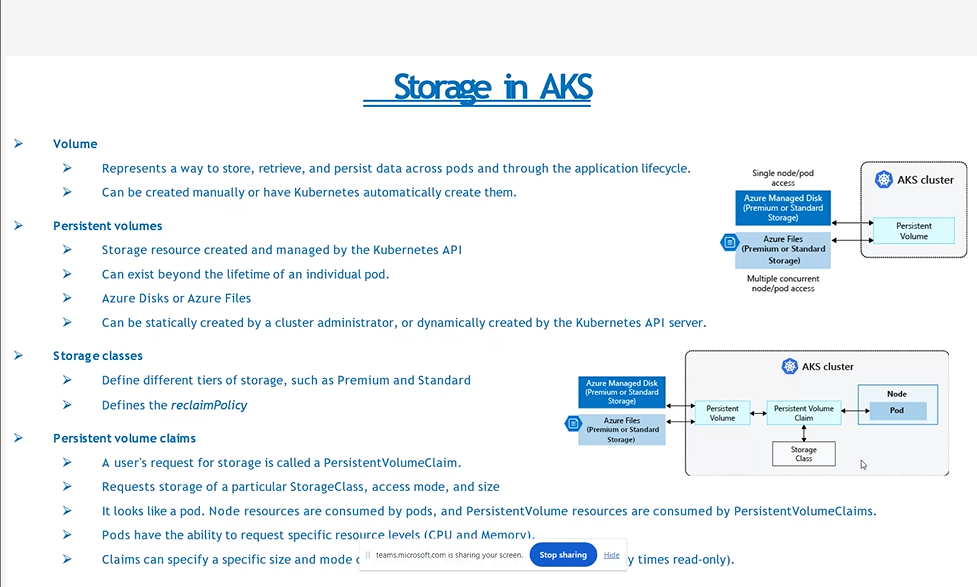 Storage in AKS
Volume
Represents a way to store, retrieve, and persist data across pods and through the application lifecycle.
Can be created manually or have Kubernetes automatically create them.
Persistent volumes
Storage resource created and managed by the Kubernetes API
Can exist beyond the lifetime of an individual pod.
Azure Disks or Azure Files
Can be statically created by a cluster administrator, or dynamically created by the Kubernetes API server.
Storage classes
Define different tiers of storage, such as Premium and Standard
Defines the reclaimPolicy
Persistent volume claims
A user's request for storage is called a PersistentVolumeClaim.
Requests storage of a particular StorageClass, access mode, and size
It looks like a pod. Node resources are consumed by pods, and PersistentVolume resources are consumed by PersistentVolumeClaims.
Pods have the ability to request specific resource levels (CPU and Memory).
Claims can specify a specific size and mode
times read-only).
Single node/pod
access
Azure Managed Disk
(Premium or Standard
Storage)
Azure Files
(Premium or Standard
Storage)
Multiple concurrent
node/pod access
AKS cluster
Persistent
Volume
AKS cluster
Azure Managed Disk
(Premium or Standard
Storage)
Azure Files
(Premium or Standard
Storage)
Persistent
Volume
Persistent Volume
Claim
Node
Pod
Storage
Class
teams.microsoft.com is sharing your screen.
Stop sharing
Hide